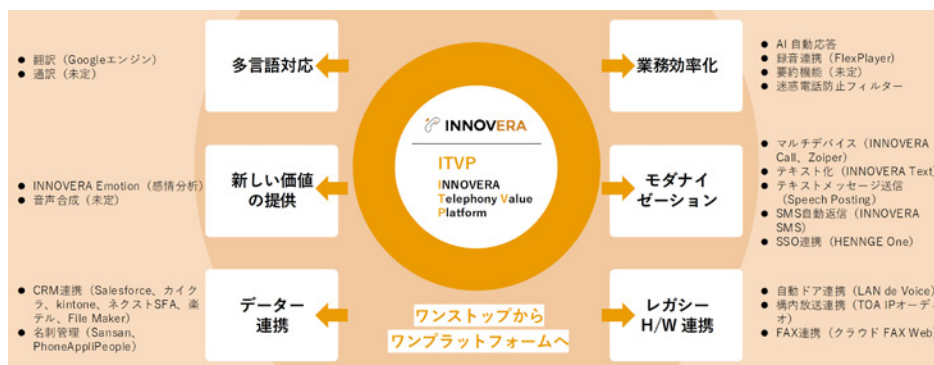 ● 翻訳（Googleエンジン）
● 通訳（未定）
多言語対応
● INNOVERA Emotion（感情分析）
● 音声合成（未定）
新しい価値
の提供
● CRM連携（Salesforce、カイク
ラ、kintone、ネクストSFA、楽
テル、File Maker）
● 名刺管理（Sansan、
PhoneAppliPeople）
データー
連携
INNOVERA
ITVP
INNOVERA
Telephony Value
Platform
ワンストップから
ワンプラットフォームへ
業務効率化
● AI 自動応答
● 録音連携（FlexPlayer）
● 要約機能（未定）
● 迷惑電話防止フィルター
モダナイ
ゼーション
● マルチデバイス（INNOVERA
Call、Zoiper）
● テキスト化（INNOVERA Text）
● テキストメッセージ送信
（Speech Posting）
● SMS自動返信（INNOVERA
SMS）
● SSO連携（HENNGE One）
レガシー
H/W 連携
● 自動ドア連携（LAN de Voice）
● 構内放送連携（TOA IPオーディ
オ）
● FAX連携（クラウド FAX Web）